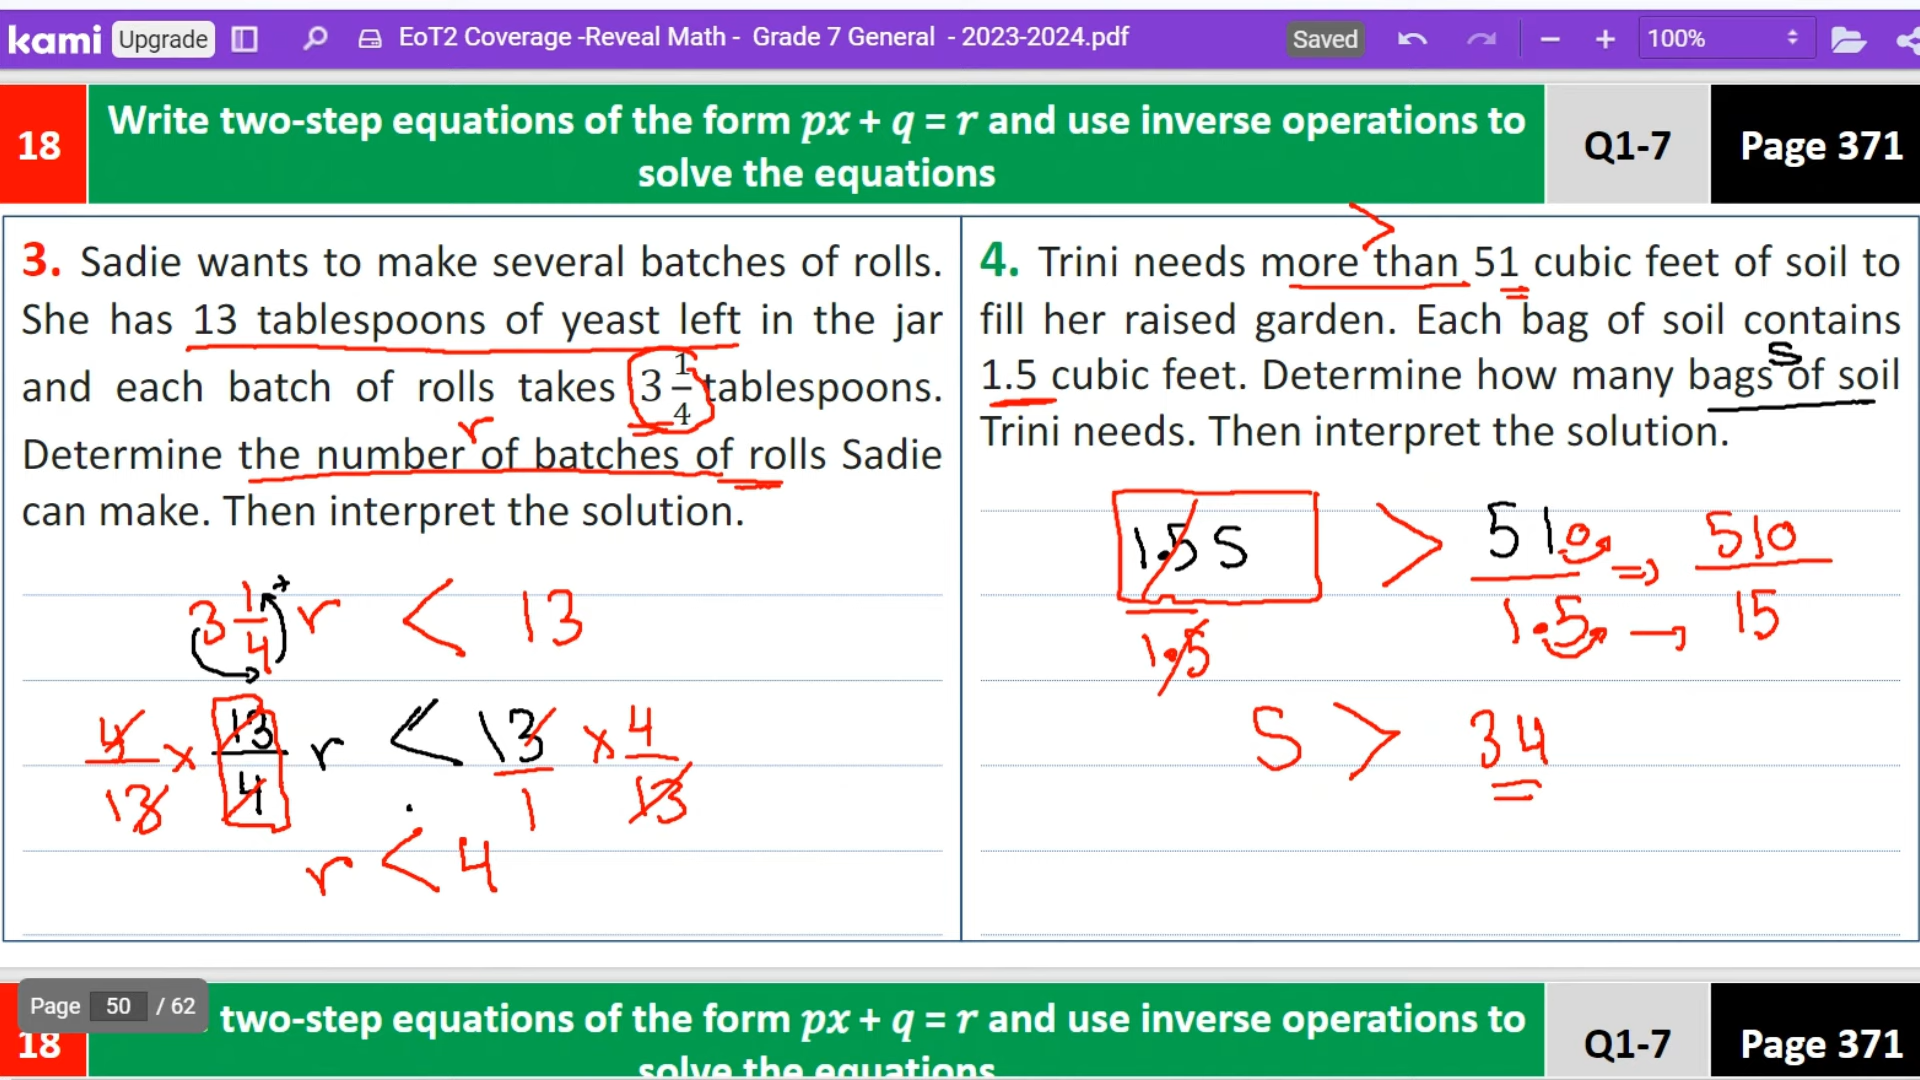 kami Upgrade EoT2 Coverage -Reveal Math - Grade 7 General - 2023-2024.pdf Saved 100%
18 Write two-step equations of the form px + q = r and use inverse operations to solve the equations Q1-7 Page 371
3. Sadie wants to make several batches of rolls.
She has 13 tablespoons of yeast left in the jar
and each batch of rolls takes 3 1/4 tablespoons.
r
Determine the number of batches of rolls Sadie
can make. Then interpret the solution.
3 1/4 r < 13
4/13 × 13/4 r < 13/1 × 4/13
r < 4
>
4. Trini needs more than 51 cubic feet of soil to
fill her raised garden. Each bag of soil contains
S
1.5 cubic feet. Determine how many bags of soil
Trini needs. Then interpret the solution.
1.5 S > 510 ⇒ 510
1.5 1.5 → 15
S > 34
Page 50 / 62
18 two-step equations of the form px + q = r and use inverse operations to Q1-7 Page 371
solve the equations